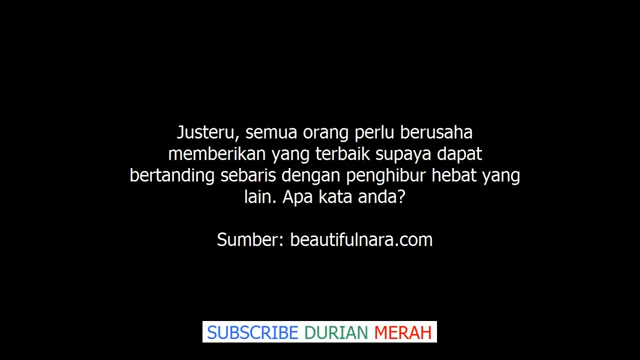 Justeru, semua orang perlu berusaha
memberikan yang terbaik supaya dapat
bertanding sebaris dengan penghibur hebat yang
lain. Apa kata anda?
Sumber: beautifulnara.com
SUBSCRIBE DURIAN MERAH